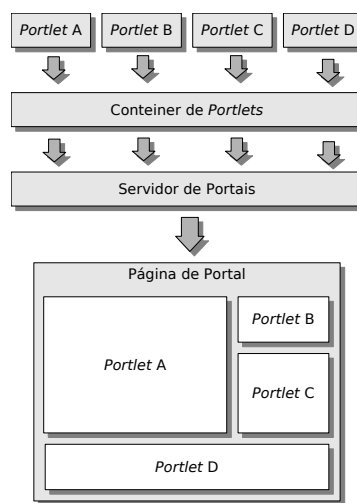 Portlet A
Portlet B
Portlet C
Portlet D
Conteiner de Portlets
Servidor de Portais
Página de Portal
Portlet A
Portlet B
Portlet C
Portlet D